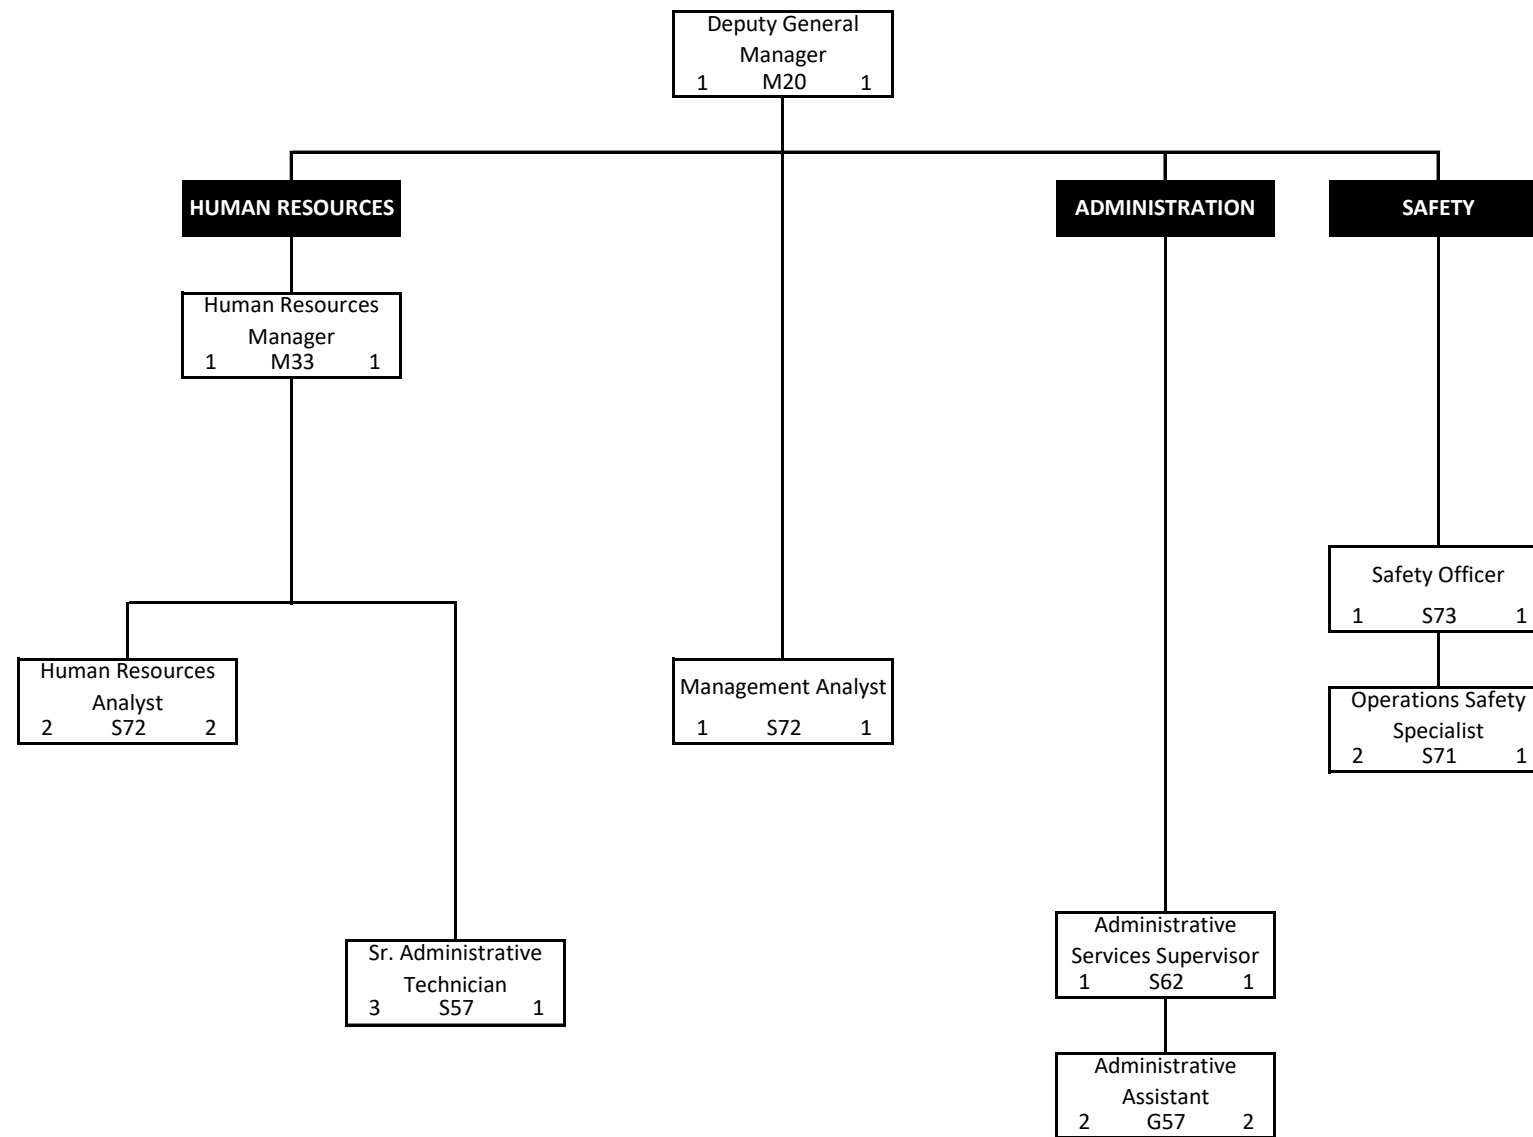 Deputy General
Manager
1 M20 1
HUMAN RESOURCES
ADMINISTRATION
SAFETY
Human Resources
Manager
1 M33 1
Safety Officer
1 S73 1
Human Resources
Analyst
2 S72 2
Management Analyst
1 S72 1
Operations Safety
Specialist
2 S71 1
Sr. Administrative
Technician
3 S57 1
Administrative
Services Supervisor
1 S62 1
Administrative
Assistant
2 G57 2